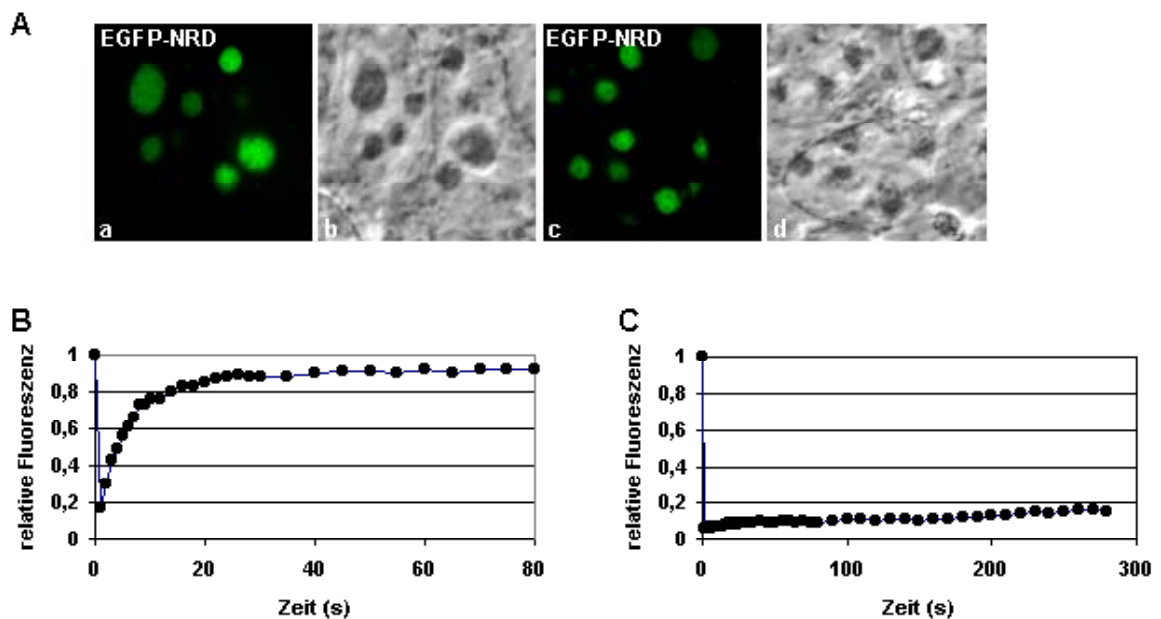 A
EGFP-NRD
EGFP-NRD
a
b
c
d
B
relative Fluoreszenz
1
0,8
0,6
0,4
0,2
0
0 20 40 60 80
Zeit (s)
C
relative Fluoreszenz
1
0,8
0,6
0,4
0,2
0
0 100 200 300
Zeit (s)